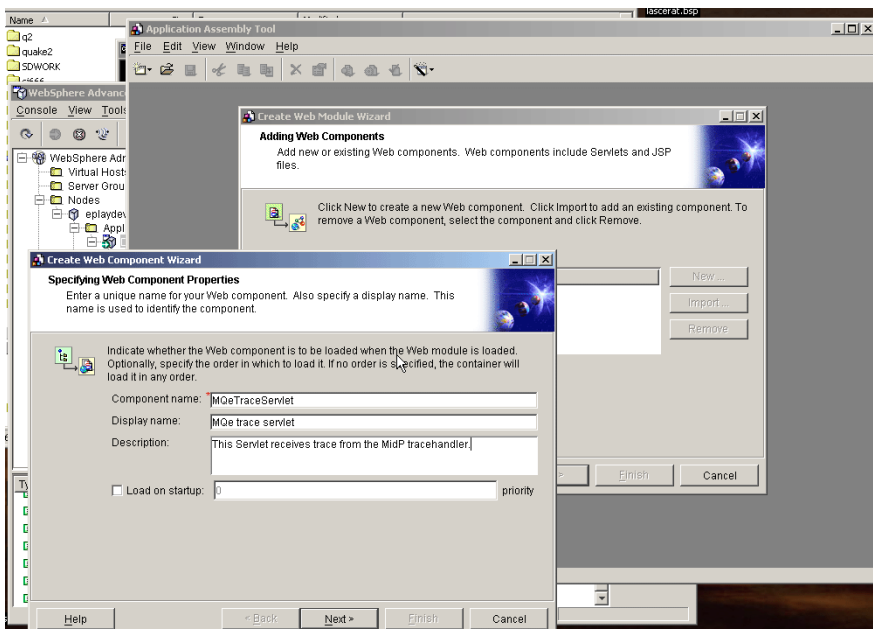 Name
lascerat.bsp
q2
quake2
SDWORK
Application Assembly Tool
File Edit View Window Help
WebSphere Advanc
Console View Tools
WebSphere Adr
Virtual Host
Server Grou
Nodes
eplaydev
Appl
Create Web Module Wizard
Adding Web Components
Add new or existing Web components. Web components include Servlets and JSP
files.
Click New to create a new Web component. Click Import to add an existing component. To
remove a Web component, select the component and click Remove.
New ...
Import ...
Remove
Finish
Cancel
Create Web Component Wizard
Specifying Web Component Properties
Enter a unique name for your Web component. Also specify a display name. This
name is used to identify the component.
Indicate whether the Web component is to be loaded when the Web module is loaded.
Optionally, specify the order in which to load it. If no order is specified, the container will
load it in any order.
Component name: *MQeTraceServlet
Display name: MQe trace servlet
Description: This Servlet receives trace from the MidP tracehandler.
Load on startup: 0 priority
Ty
Help < Back Next > Finish Cancel